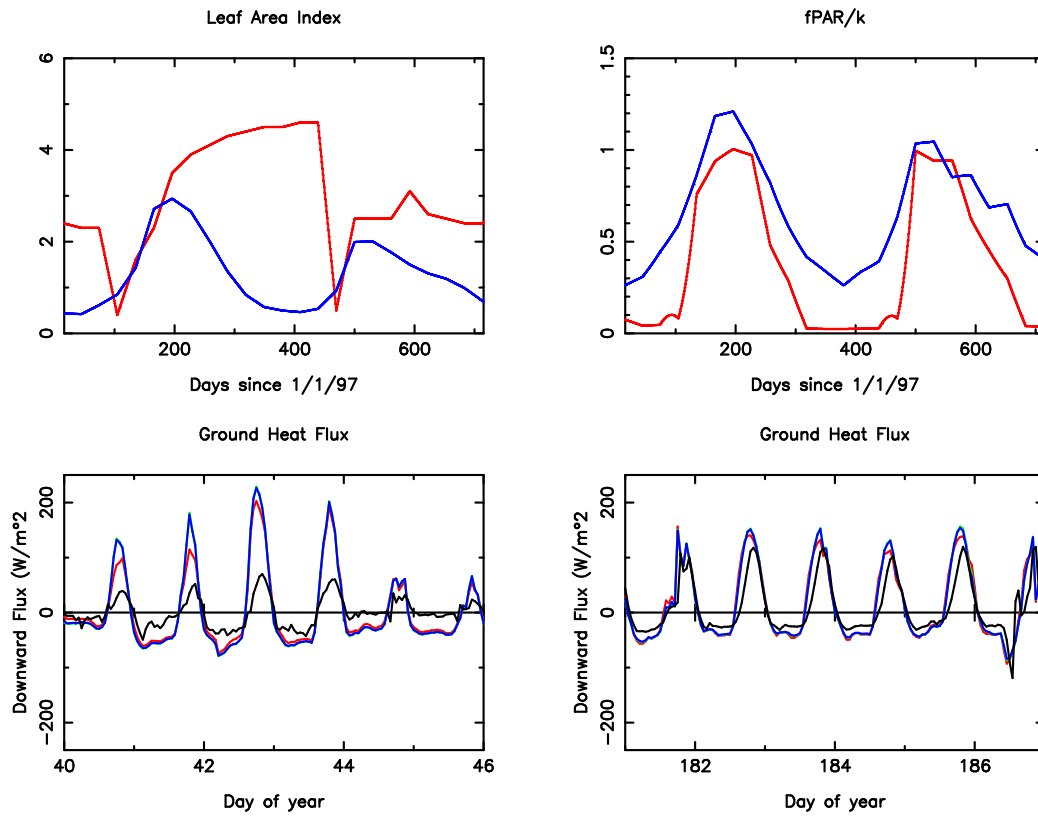 Leaf Area Index
fPAR/k
0
2
4
6
200
400
600
Days since 1/1/97
0
0.5
1
1.5
200
400
600
Days since 1/1/97
Ground Heat Flux
Ground Heat Flux
Downward Flux (W/m°2
-200
0
200
40
42
44
46
Day of year
Downward Flux (W/m°2
-200
0
200
182
184
186
Day of year